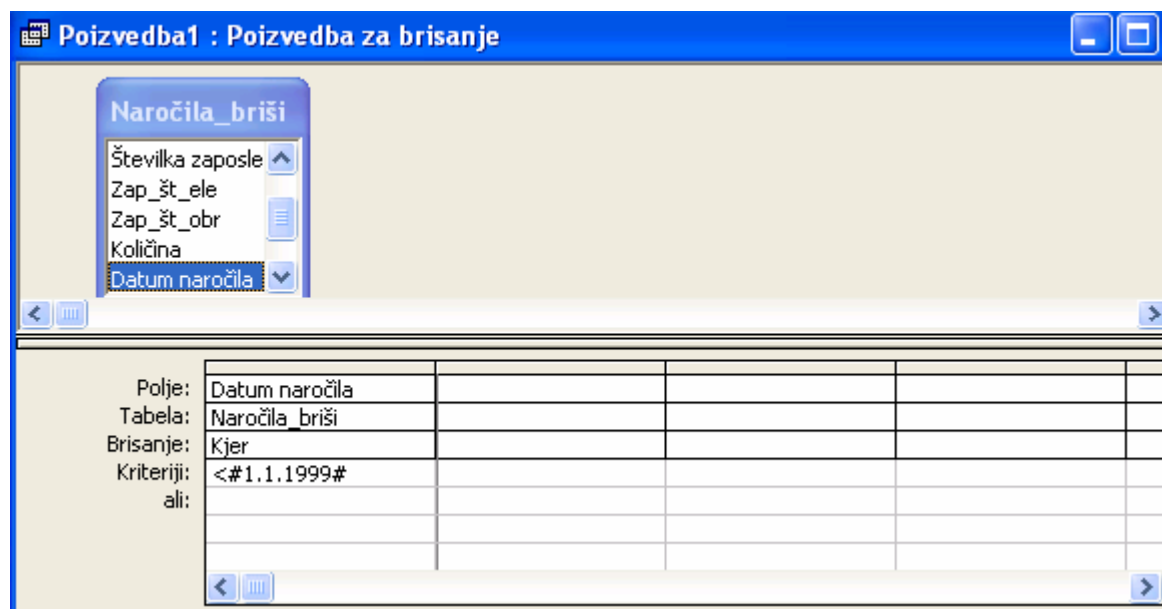 Poizvedba1 : Poizvedba za brisanje
Naročila_briši
Številka zaposle
Zap_št_ele
Zap_št_obr
Količina
Datum naročila
Polje: Datum naročila
Tabela: Naročila_briši
Brisanje: Kjer
Kriteriji: <#1.1.1999#
ali: